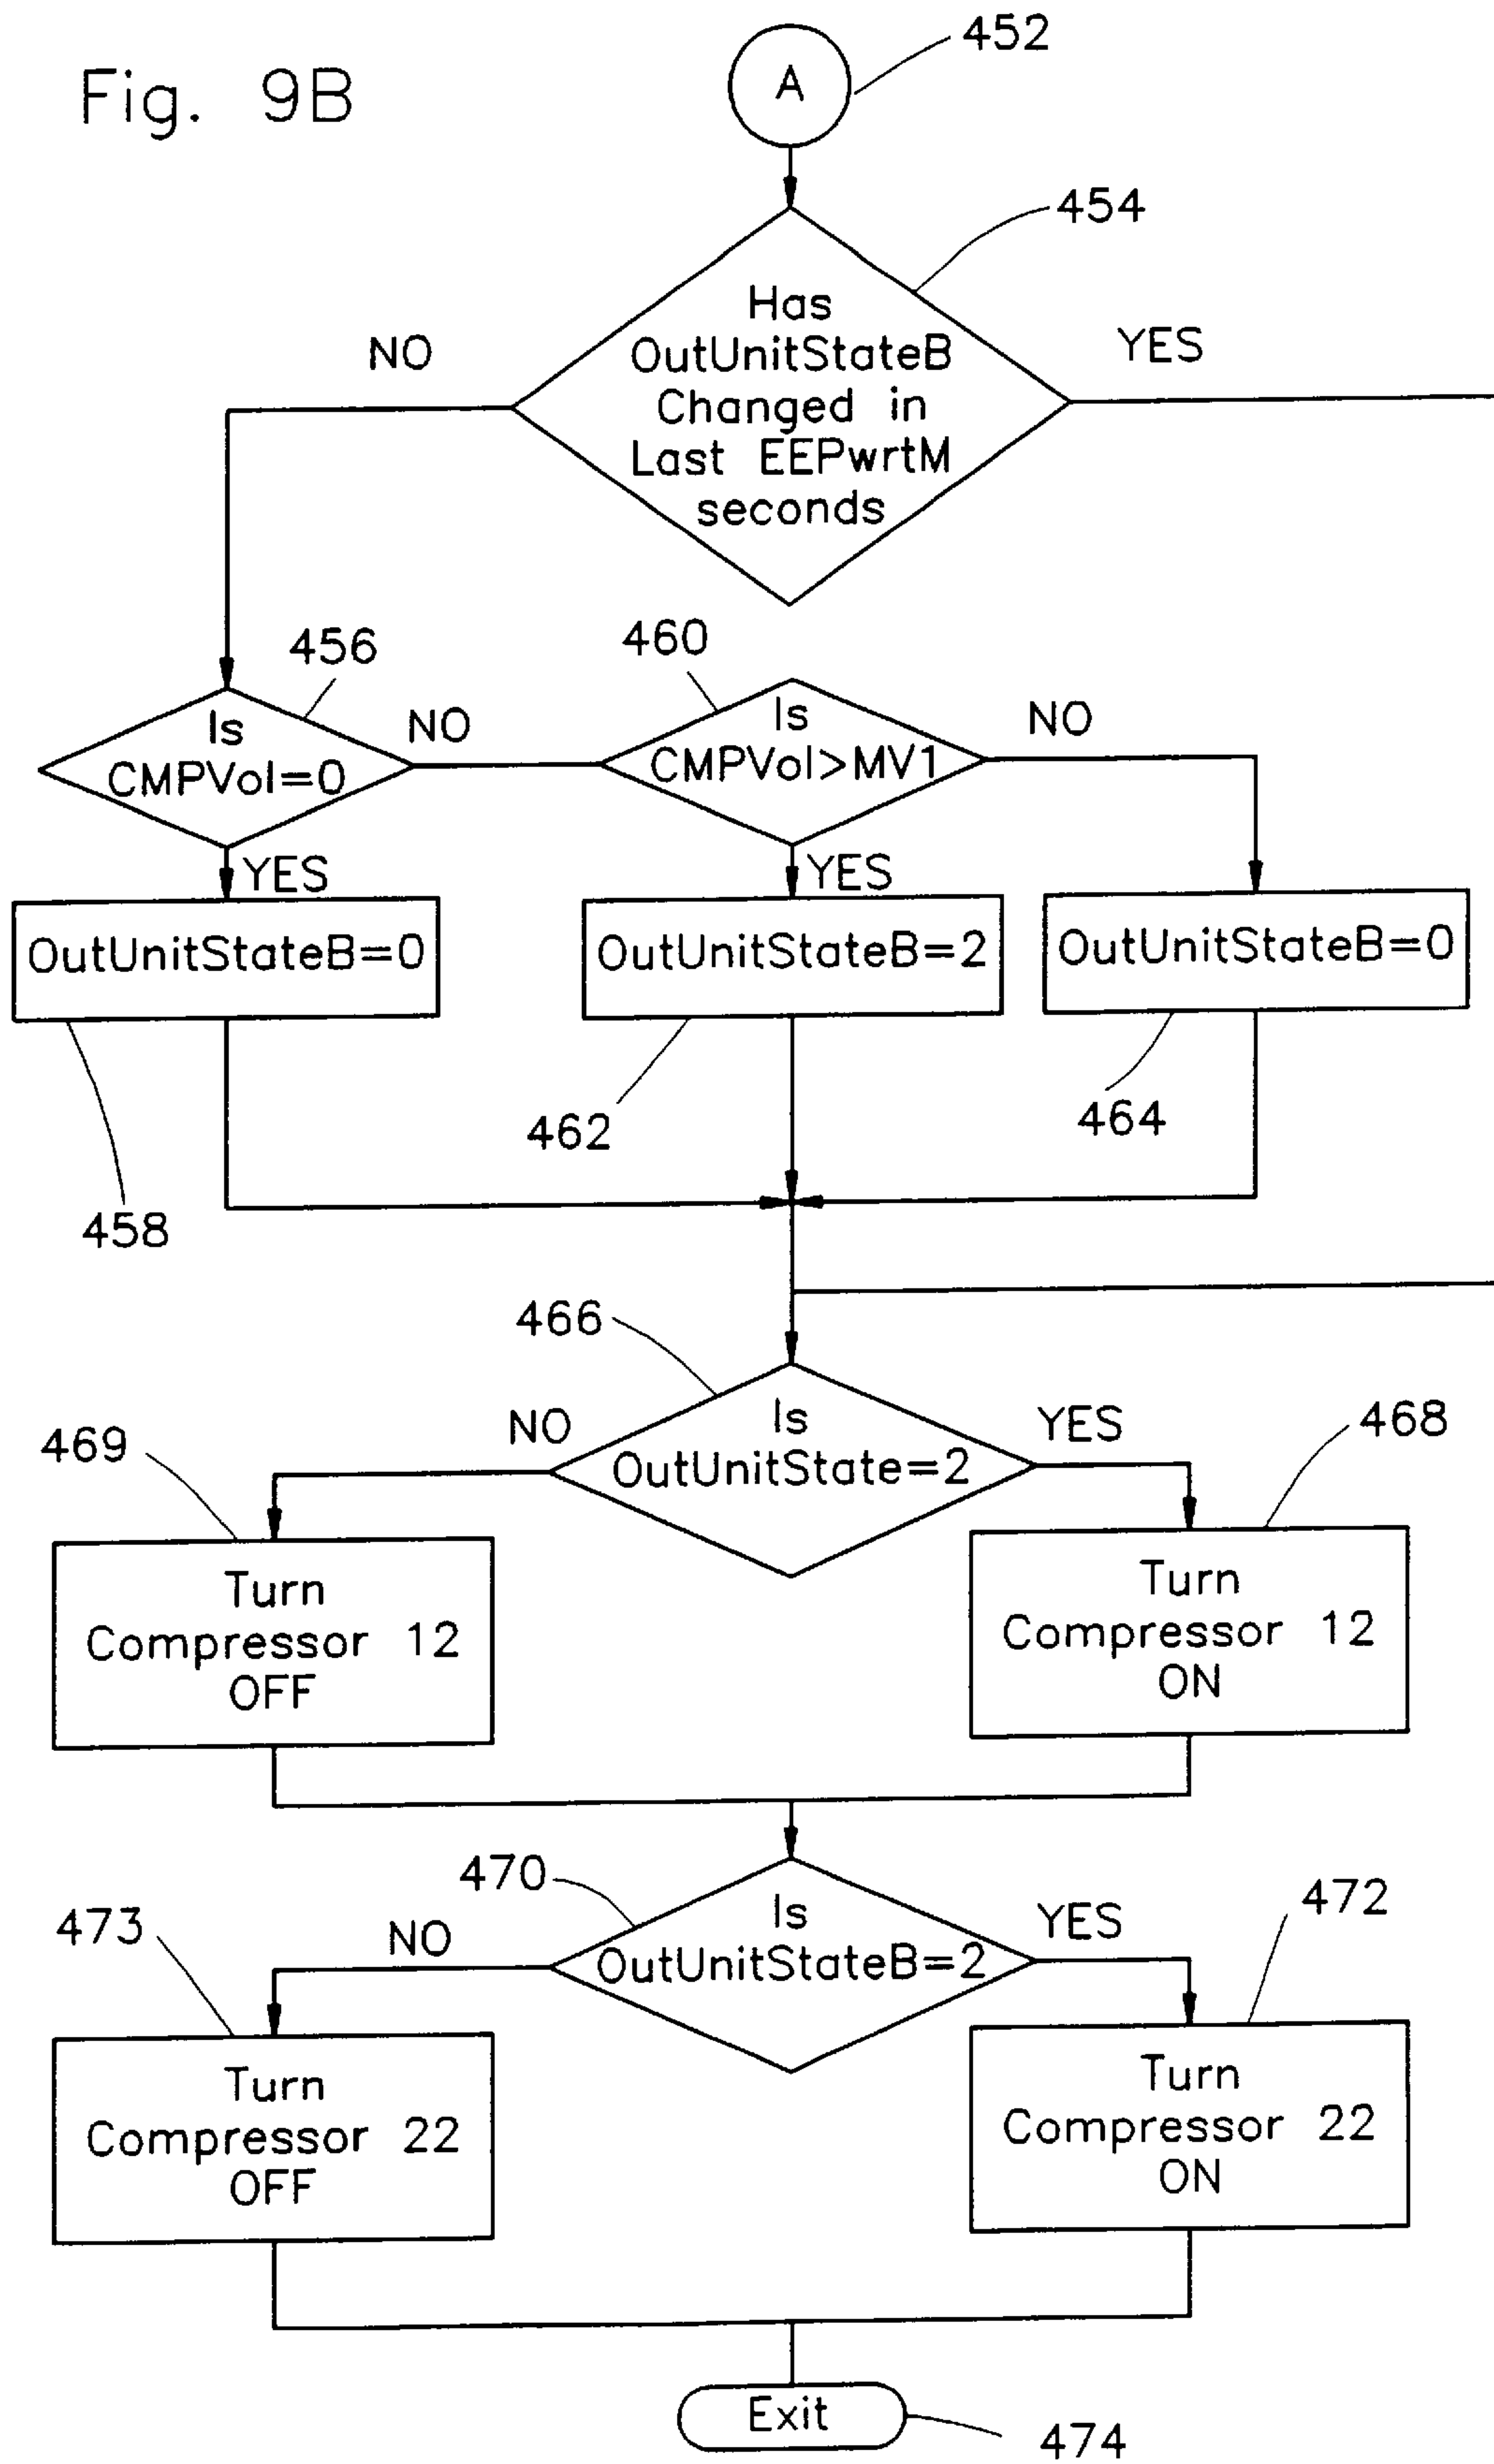 Fig. 9B
452
A
454
Has
OutUnitStateB
Changed in
Last EEPwrtM
seconds
NO
YES
456
460
Is
CMPVol=0
NO
Is
CMPVol>MV1
NO
YES
YES
OutUnitStateB=0
OutUnitStateB=2
OutUnitStateB=0
458
462
464
466
Is
OutUnitState=2
NO
YES
469
468
Turn
Compressor 12
OFF
Turn
Compressor 12
ON
470
Is
OutUnitStateB=2
NO
YES
473
472
Turn
Compressor 22
OFF
Turn
Compressor 22
ON
Exit
474